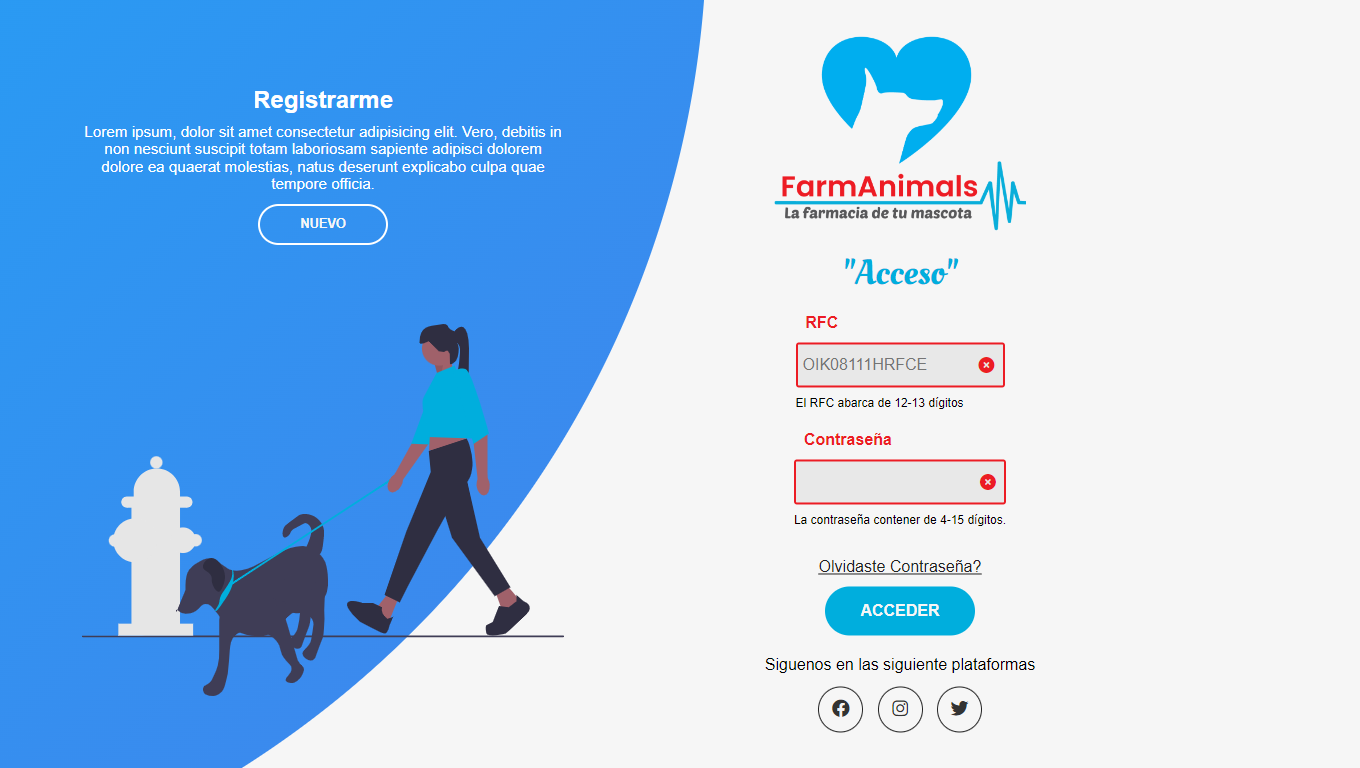 Registrarme
Lorem ipsum, dolor sit amet consectetur adipisicing elit. Vero, debitis in
non nesciunt suscipit totam laboriosam sapiente adipisci dolorem
dolore ea quaerat molestias, natus deserunt explicabo culpa quae
tempore officia.
NUEVO
FarmAnimals
La farmacia de tu mascota
"Acceso"
RFC
OIK08111HRFCE
El RFC abarca de 12-13 dígitos
Contraseña
La contraseña contener de 4-15 dígitos.
Olvidaste Contraseña?
ACCEDER
Siguenos en las siguiente plataformas